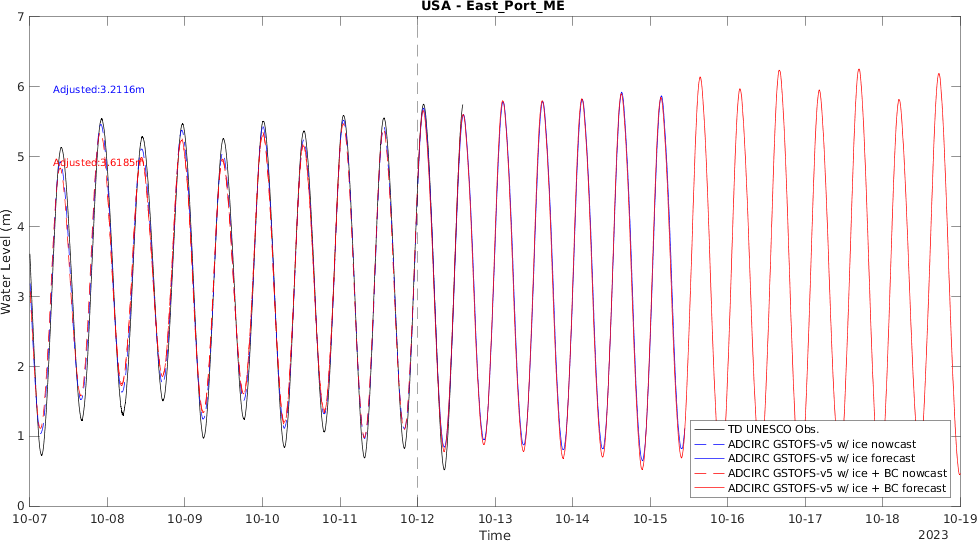 USA - East_Port_ME
7
6
5
4
3
2
1
0
Water Level (m)
Adjusted:3.2116m
Adjusted:3.6185m
TD UNESCO Obs.
ADCIRC GSTOFS-v5 w/ ice nowcast
ADCIRC GSTOFS-v5 w/ ice forecast
ADCIRC GSTOFS-v5 w/ ice + BC nowcast
ADCIRC GSTOFS-v5 w/ ice + BC forecast
10-07 10-08 10-09 10-10 10-11 10-12 10-13 10-14 10-15 10-16 10-17 10-18 10-19
Time
2023